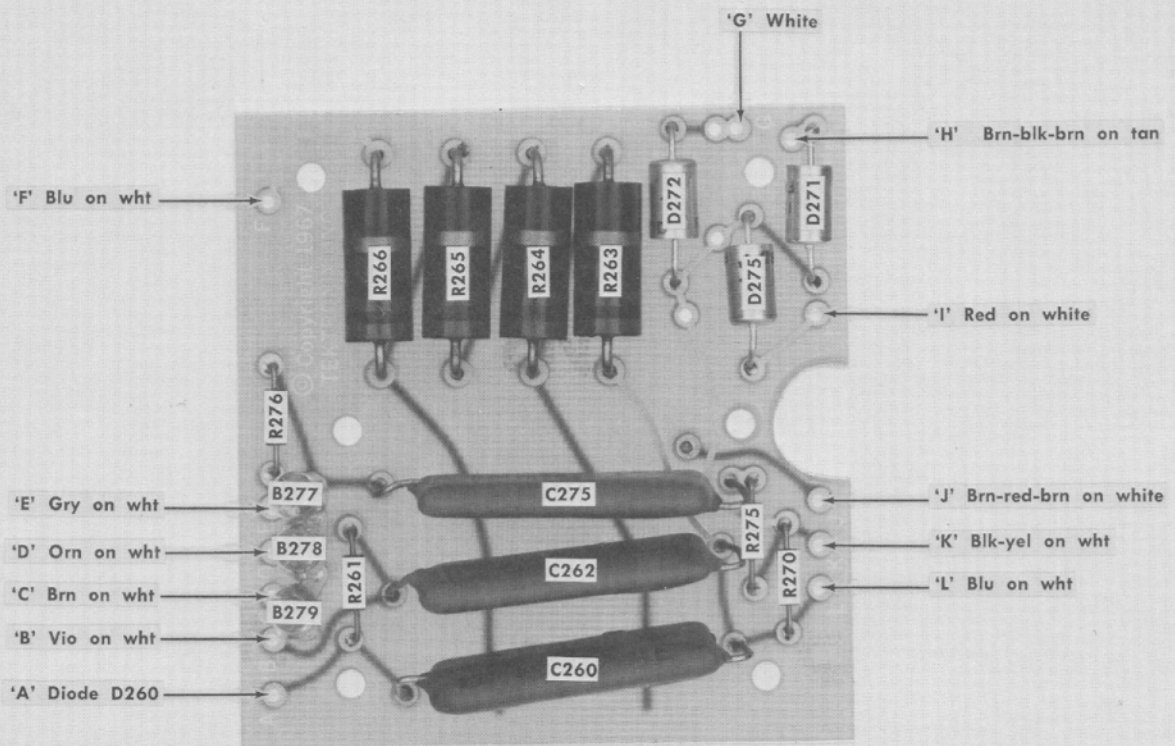 'G' White
'H' Brn-blk-brn on tan
'F' Blu on wht
D272
D271
R266
R265
R264
R263
D275
'I' Red on white
© Copyright 1967
R276
B277
C275
'E' Gry on wht
'J' Brn-red-brn on white
R275
'D' Orn on wht
B278
R261
C262
R270
'K' Blk-yel on wht
'C' Brn on wht
B279
'L' Blu on wht
'B' Vio on wht
C260
'A' Diode D260
F
G
A